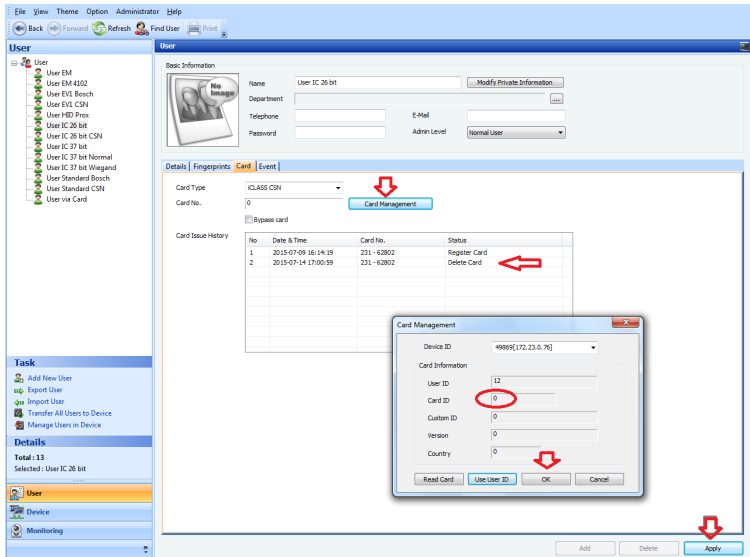 File View Theme Option Administrator Help
Back Forward Refresh Find User Print
User
User
User EM
User EM 4102
User EV1 Bosch
User EV1 CSN
User HID Prox
User IC 26 bit
User IC 26 bit CSN
User IC 37 bit
User IC 37 bit Normal
User IC 37 bit Wiegand
User Standard Bosch
User Standard CSN
User via Card
Task
Add New User
Export User
Import User
Transfer All Users to Device
Manage Users in Device
Details
Total : 13
Selected : User IC 26 bit
User
Device
Monitoring
User
Basic Information
No Image
Name User IC 26 bit Modify Private Information
Department ...
Telephone E-Mail
Password Admin Level Normal User
Details Fingerprints Card Event
Card Type iCLASS CSN
Card No. 0 Card Management
Bypass card
Card Issue History
No Date & Time Card No. Status
1 2015-07-09 16:14:19 231 - 62802 Register Card
2 2015-07-14 17:00:59 231 - 62802 Delete Card
Card Management
Device ID 49869[172.23.0.76]
Card Information
User ID 12
Card ID 0
Custom ID 0
Version 0
Country 0
Read Card Use User ID OK Cancel
Add Delete Apply